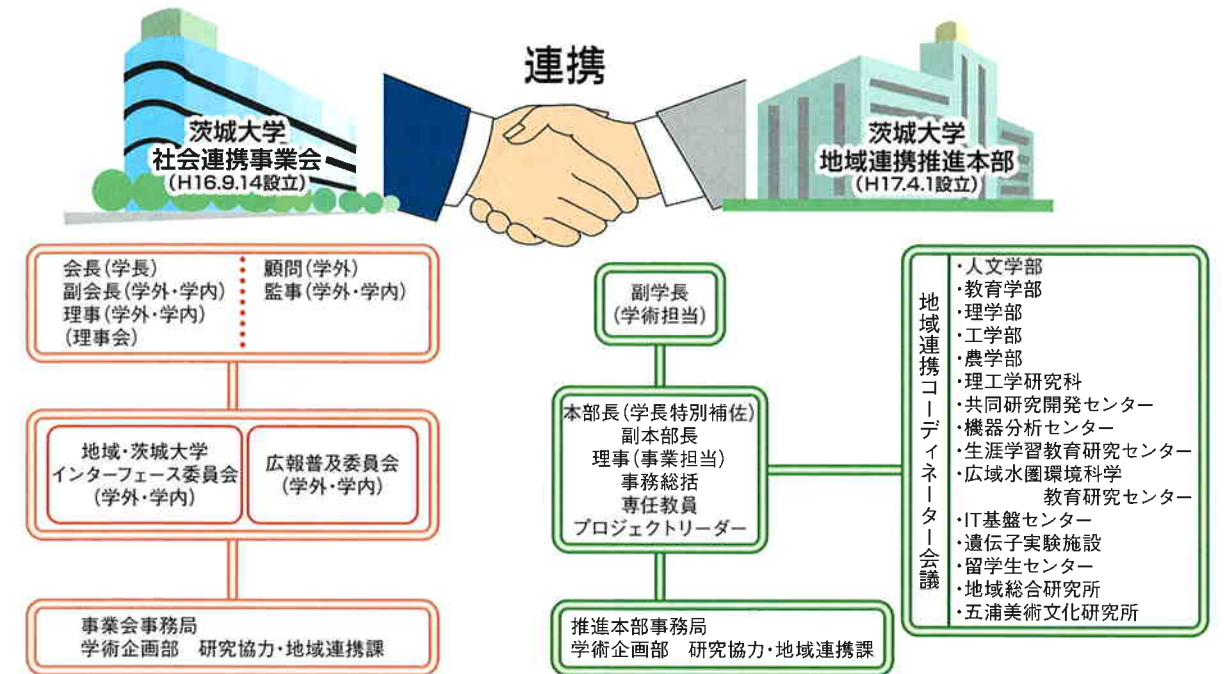 連携
茨城大学
社会連携事業会
(H16.9.14設立)
茨城大学
地域連携推進本部
(H17.4.1設立)
会長(学長)
副会長(学外・学内)
理事(学外・学内)
(理事会)
顧問(学外)
監事(学外・学内)
地域・茨城大学
インターフェース委員会
(学外・学内)
広報普及委員会
(学外・学内)
事業会事務局
学術企画部 研究協力・地域連携課
副学長
(学術担当)
本部長(学長特別補佐)
副本部長
理事(事業担当)
事務総括
専任教員
プロジェクトリーダー
推進本部事務局
学術企画部 研究協力・地域連携課
地域連携コーディネーター会議
・人文学部
・教育学部
・理学部
・工学部
・農学部
・理工学研究科
・共同研究開発センター
・機器分析センター
・生涯学習教育研究センター
・広域水圏環境科学
教育研究センター
・IT基盤センター
・遺伝子実験施設
・留学生センター
・地域総合研究所
・五浦美術文化研究所